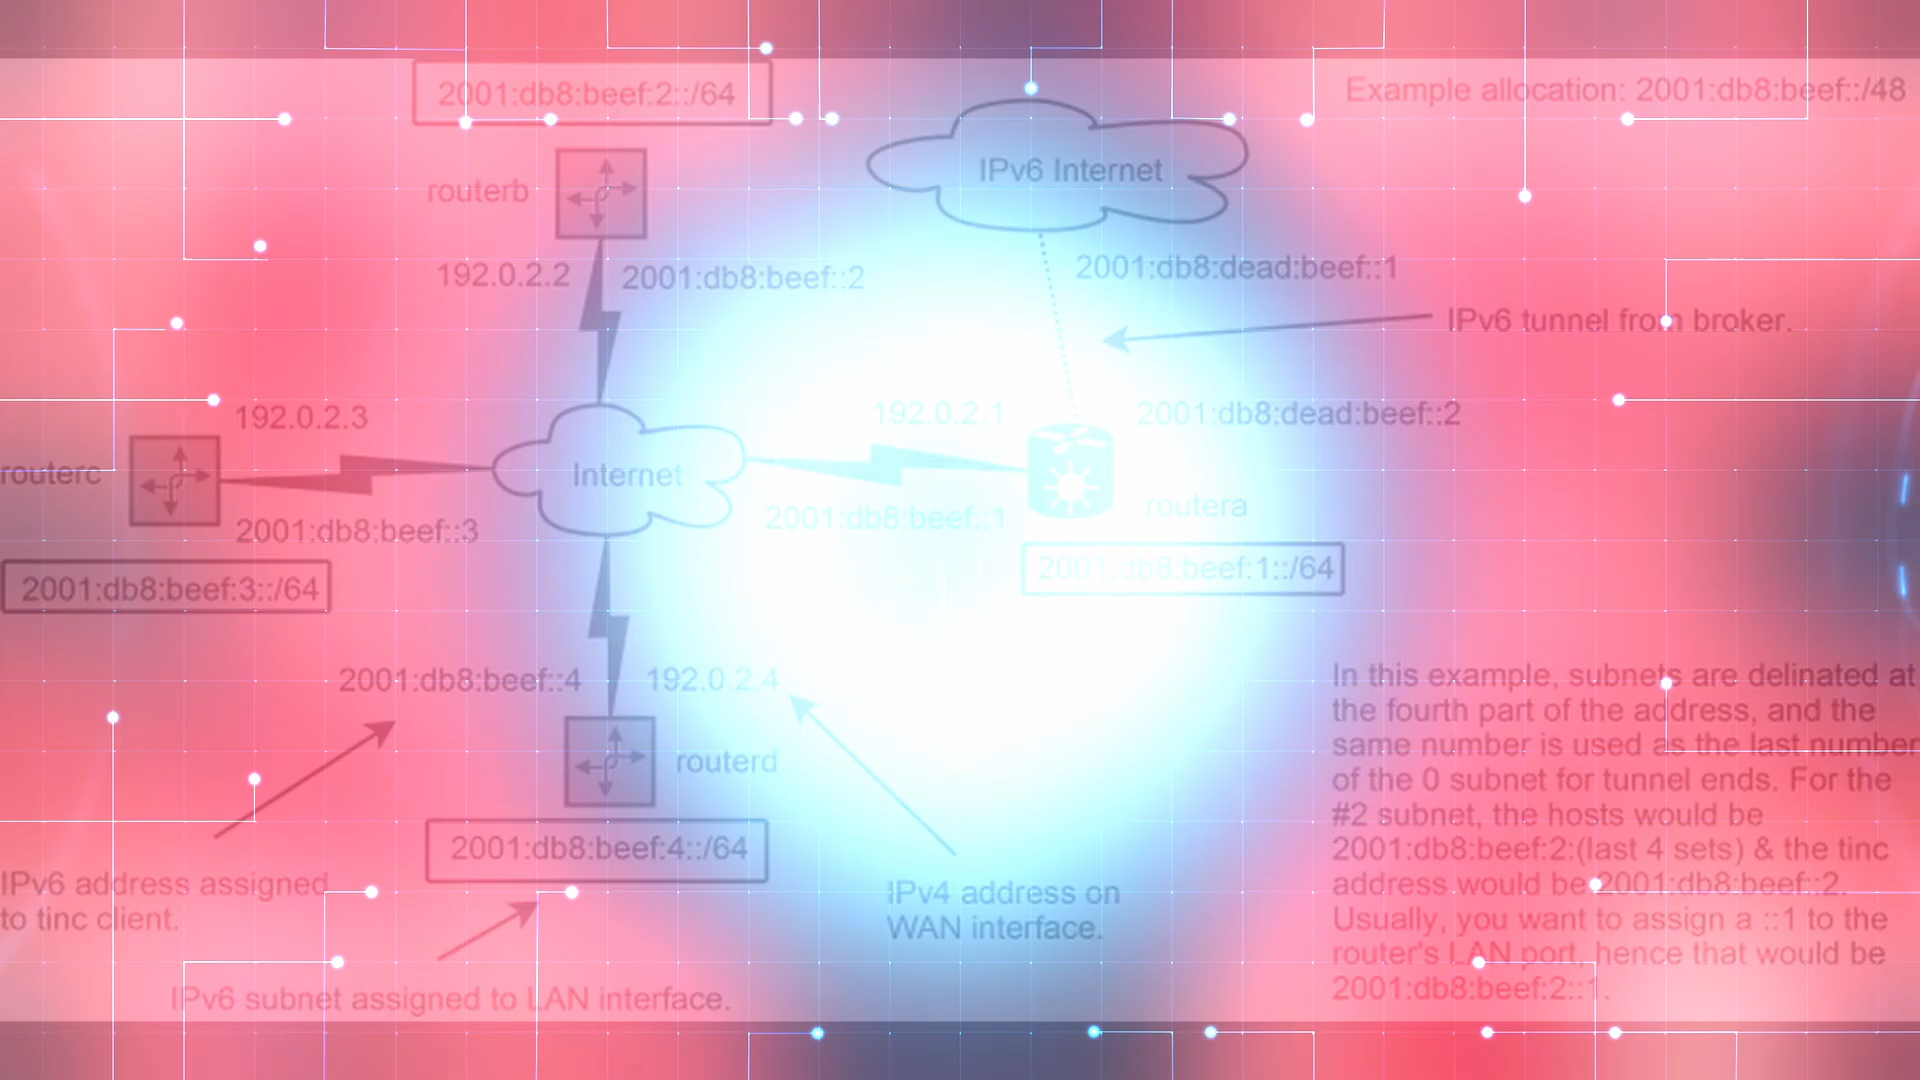 2001:db8:beef:2::/64
Example allocation: 2001:db8:beef::/48
IPv6 Internet
routerb
192.0.2.2
2001:db8:beef::2
2001:db8:dead:beef::1
IPv6 tunnel from broker.
192.0.2.3
192.0.2.1
2001:db8:dead:beef::2
routerc
Internet
2001:db8:beef::3
2001:db8:beef::1
routera
2001:db8:beef:3::/64
2001:db8:beef:1::/64
2001:db8:beef::4
192.0.2.4
routerd
2001:db8:beef:4::/64
IPv6 address assigned
to tinc client.
IPv4 address on
WAN interface.
IPv6 subnet assigned to LAN interface.
In this example, subnets are delinated at
the fourth part of the address, and the
same number is used as the last number
of the 0 subnet for tunnel ends. For the
#2 subnet, the hosts would be
2001:db8:beef:2:(last 4 sets) & the tinc
address would be 2001:db8:beef::2.
Usually, you want to assign a ::1 to the
router's LAN port, hence that would be
2001:db8:beef:2::1.